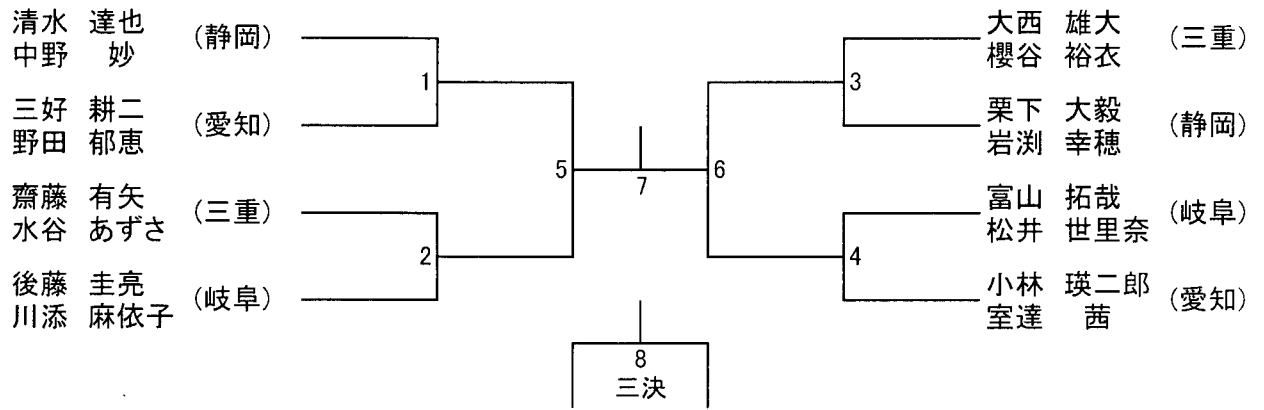 清水 達也
中野 妙
(静岡)
1
三好 耕二
野田 郁恵
(愛知)
5
齋藤 有矢
水谷 あずさ
(三重)
2
後藤 圭亮
川添 麻依子
(岐阜)
7
8
三決
大西 雄大
櫻谷 裕衣
(三重)
3
栗下 大毅
岩渕 幸穂
(静岡)
6
富山 拓哉
松井 世里奈
(岐阜)
4
小林 瑛二郎
室達 茜
(愛知)